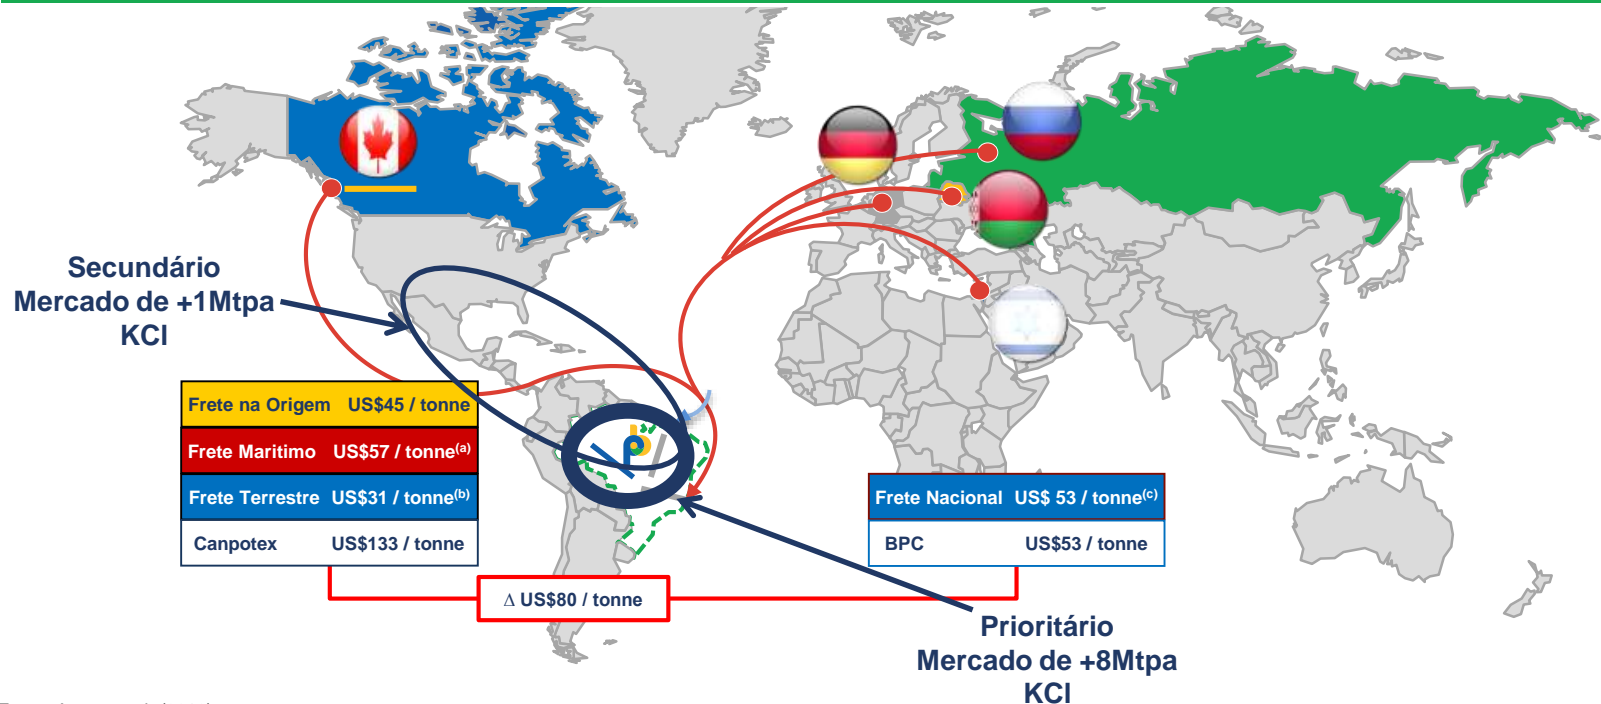 Secundário
Mercado de +1Mtpa
KCl
Frete na Origem US$45 / tonne
Frete Maritimo US$57 / tonne(a)
Frete Terrestre US$31 / tonne(b)
Canpotex US$133 / tonne
Frete Nacional US$ 53 / tonne(c)
BPC US$53 / tonne
∆ US$80 / tonne
Prioritário
Mercado de +8Mtpa
KCl